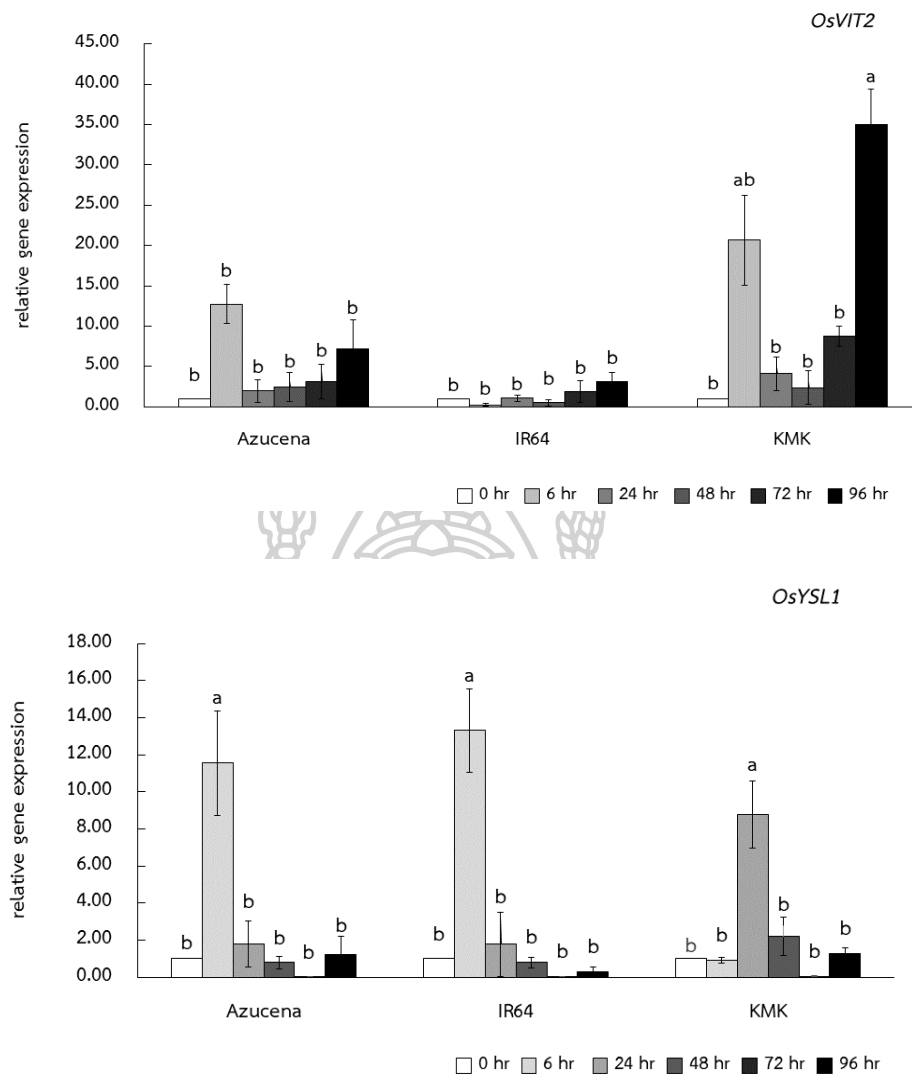 OsVIT2
45.00
40.00
a
35.00
30.00
ab
25.00
20.00
b
15.00
b
10.00
b
b
b
b
b
5.00
b
b
b
b
b
b
b
b
0.00
relative gene expression
Azucena IR64 KMK
0 hr 6 hr 24 hr 48 hr 72 hr 96 hr
OsYSL1
18.00
16.00
a
a
14.00
12.00
a
10.00
8.00
6.00
4.00
b
b
b
2.00
b
b
b
b
b
b
b
b
b
b
b
b
0.00
relative gene expression
Azucena IR64 KMK
0 hr 6 hr 24 hr 48 hr 72 hr 96 hr